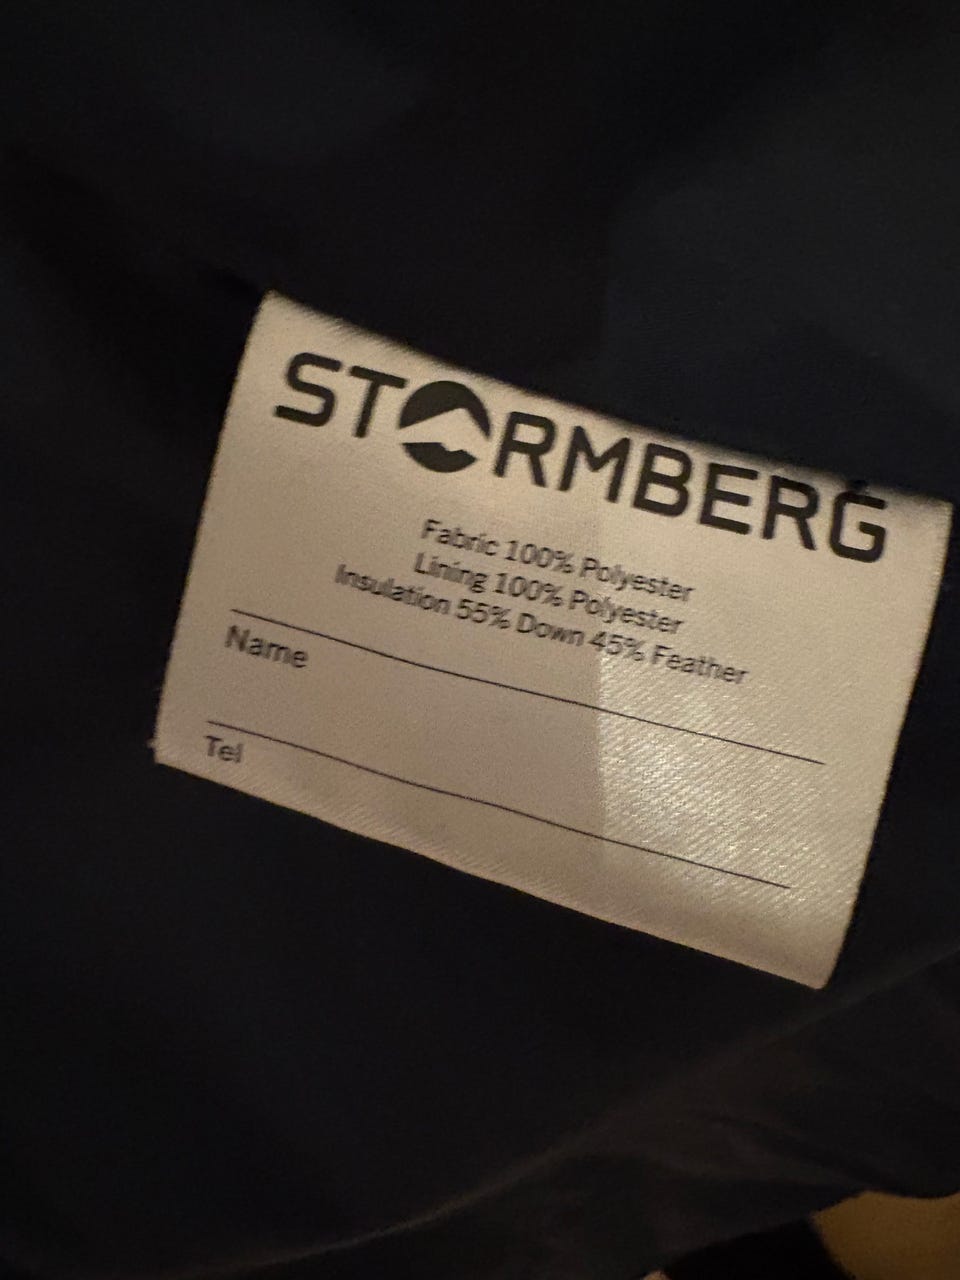 STORMBERG
Fabric 100% Polyester
Lining 100% Polyester
Insulation 55% Down 45% Feather
Name
Tel